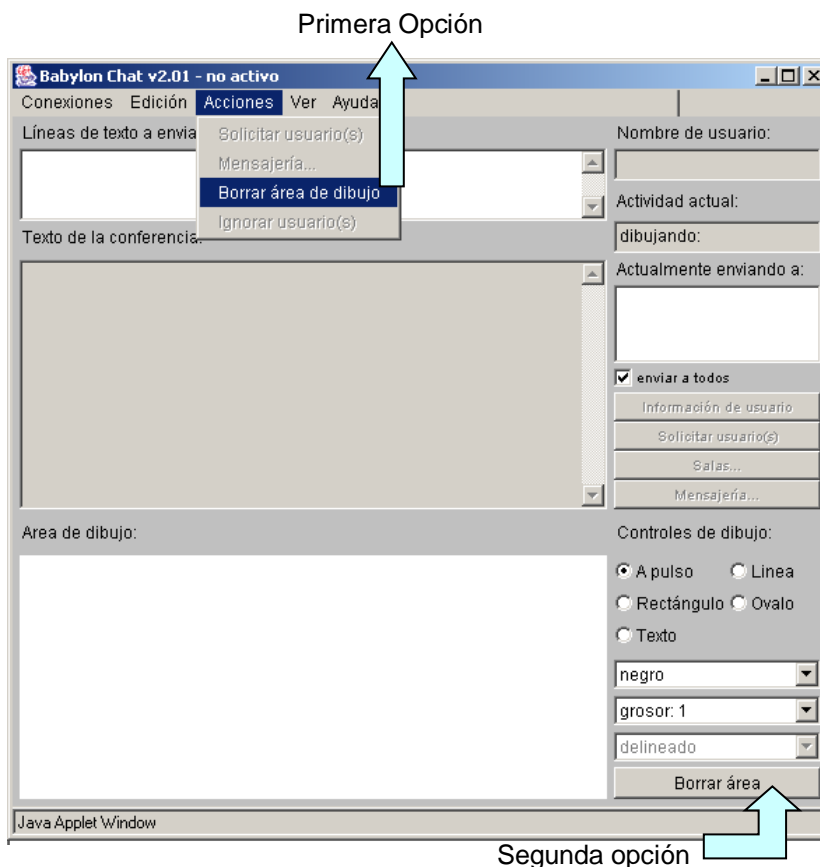 Primera Opción
Babylon Chat v2.01 - no activo
Conexiones Edición Acciones Ver Ayuda
Líneas de texto a envia
Solicitar usuario(s)
Mensajería...
Borrar área de dibujo
Ignorar usuario(s)
Texto de la conferencia:
Nombre de usuario:
Actividad actual:
dibujando:
Actualmente enviando a:
enviar a todos
Información de usuario
Solicitar usuario(s)
Salas...
Mensajería...
Area de dibujo:
Controles de dibujo:
A pulso Linea
Rectángulo Ovalo
Texto
negro
grosor: 1
delineado
Borrar área
Java Applet Window
Segunda opción